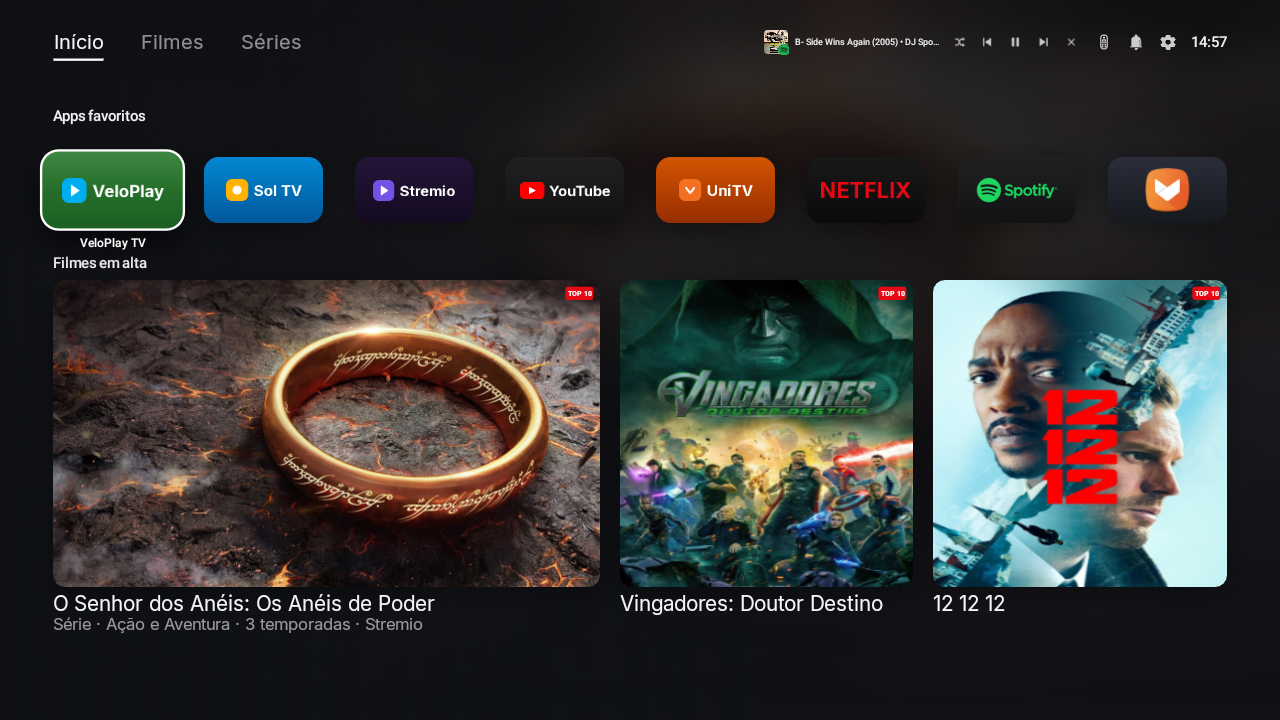 Início
Filmes
Séries
B- Side Wins Again (2005) • DJ Spo...
14:57
Apps favoritos
VeloPlay
Sol TV
Stremio
YouTube
UniTV
NETFLIX
Spotify
VeloPlay TV
Filmes em alta
TOP 10
TOP 10
TOP 10
VINGADORES
DOUTOR DESTINO
12
12
12
O Senhor dos Anéis: Os Anéis de Poder
Vingadores: Doutor Destino
12 12 12
Série · Ação e Aventura · 3 temporadas · Stremio